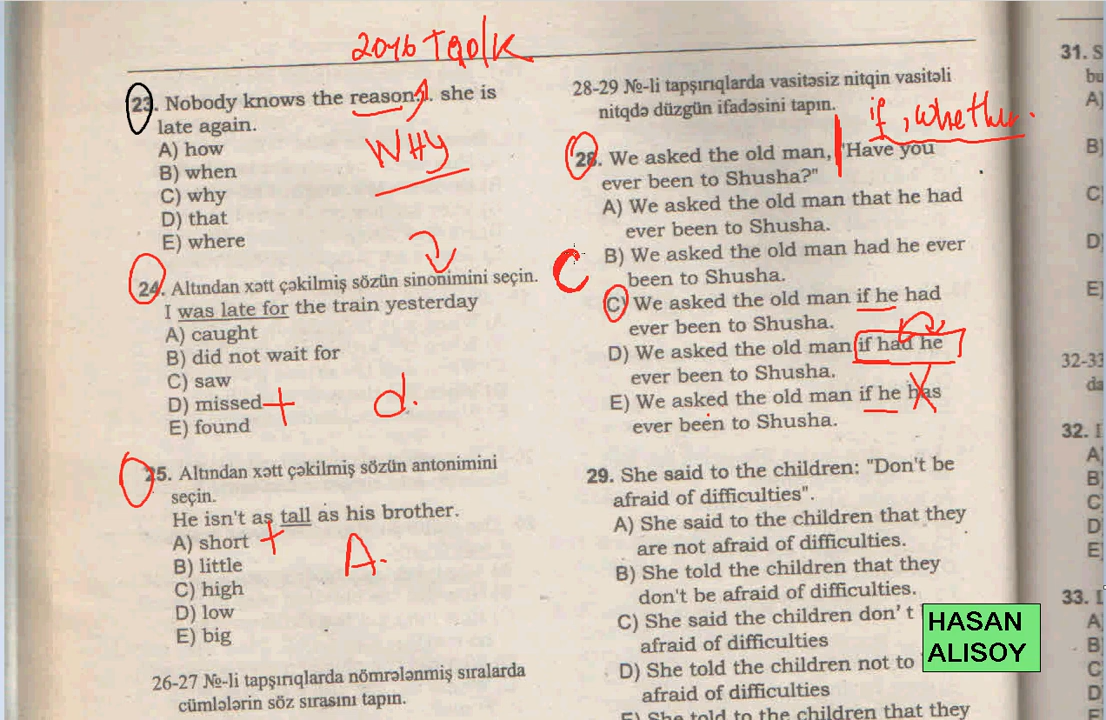 2016 TQDK
23. Nobody knows the reason ... she is
late again.
WHY
A) how
B) when
C) why
D) that
E) where
24. Altından xətt çəkilmiş sözün sinonimini seçin.
I was late for the train yesterday
A) caught
B) did not wait for
C) saw
D) missed
E) found
d.
25. Altından xətt çəkilmiş sözün antonimini
seçin.
He isn't as tall as his brother.
A) short
B) little
C) high
D) low
E) big
A.
26-27 №-li tapşırıqlarda nömrələnmiş sıralarda
cümlələrin söz sırasını tapın.
28-29 №-li tapşırıqlarda vasitəsiz nitqin vasitəli
nitqdə düzgün ifadəsini tapın.
if, whether.
28. We asked the old man, "Have you
ever been to Shusha?"
A) We asked the old man that he had
ever been to Shusha.
B) We asked the old man had he ever
been to Shusha.
C
C) We asked the old man if he had
ever been to Shusha.
D) We asked the old man if had he
ever been to Shusha.
E) We asked the old man if he has
ever been to Shusha.
29. She said to the children: "Don't be
afraid of difficulties".
A) She said to the children that they
are not afraid of difficulties.
B) She told the children that they
don't be afraid of difficulties.
C) She said the children don't
afraid of difficulties
D) She told the children not to
afraid of difficulties
E) She told to the children that they
HASAN
ALISOY
31. S
bu
A)
B)
C)
D)
E)
32-33
da
32. I
A)
B)
C)
D)
E)
33. I
A)
B)
C)
D)
E)